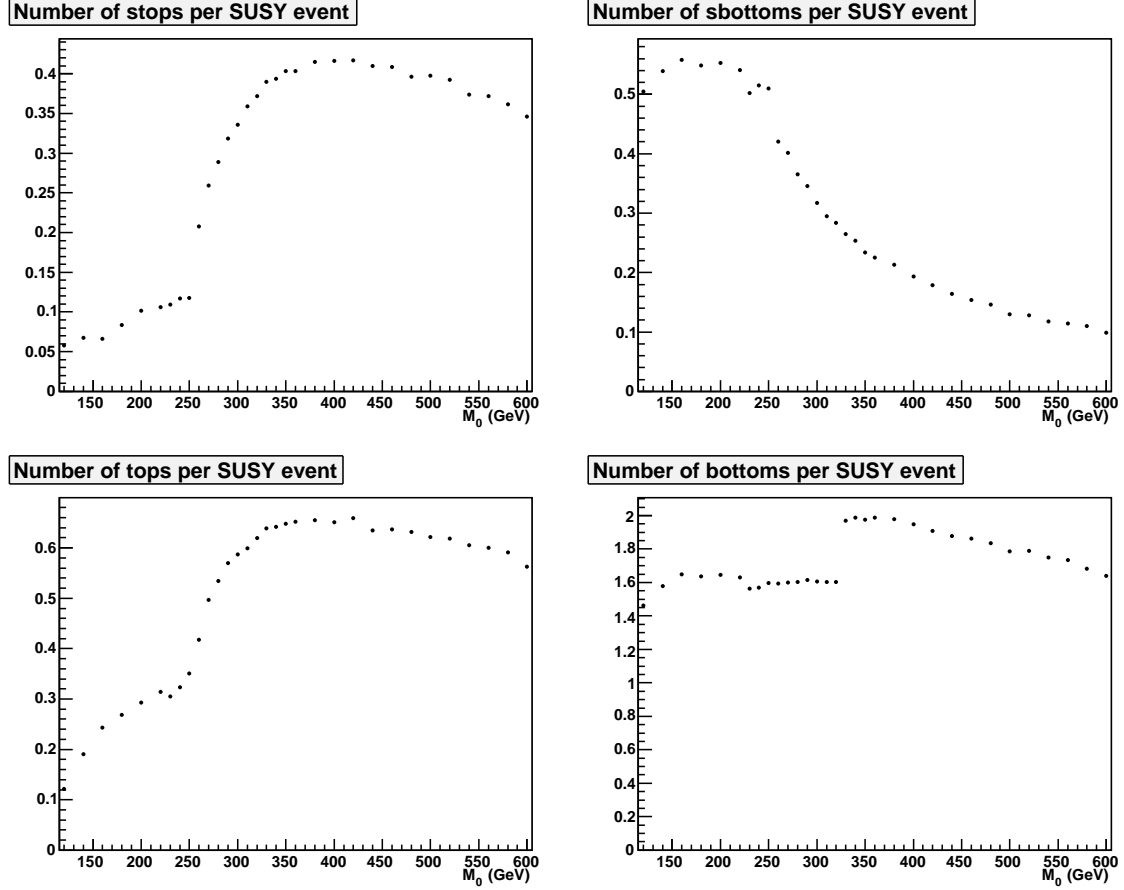 Number of stops per SUSY event
0.4
0.35
0.3
0.25
0.2
0.15
0.1
0.05
0
150 200 250 300 350 400 450 500 550 600
M0 (GeV)
Number of sbottoms per SUSY event
0.5
0.4
0.3
0.2
0.1
0
150 200 250 300 350 400 450 500 550 600
M0 (GeV)
Number of tops per SUSY event
0.6
0.5
0.4
0.3
0.2
0.1
0
150 200 250 300 350 400 450 500 550 600
M0 (GeV)
Number of bottoms per SUSY event
2
1.8
1.6
1.4
1.2
1
0.8
0.6
0.4
0.2
0
150 200 250 300 350 400 450 500 550 600
M0 (GeV)